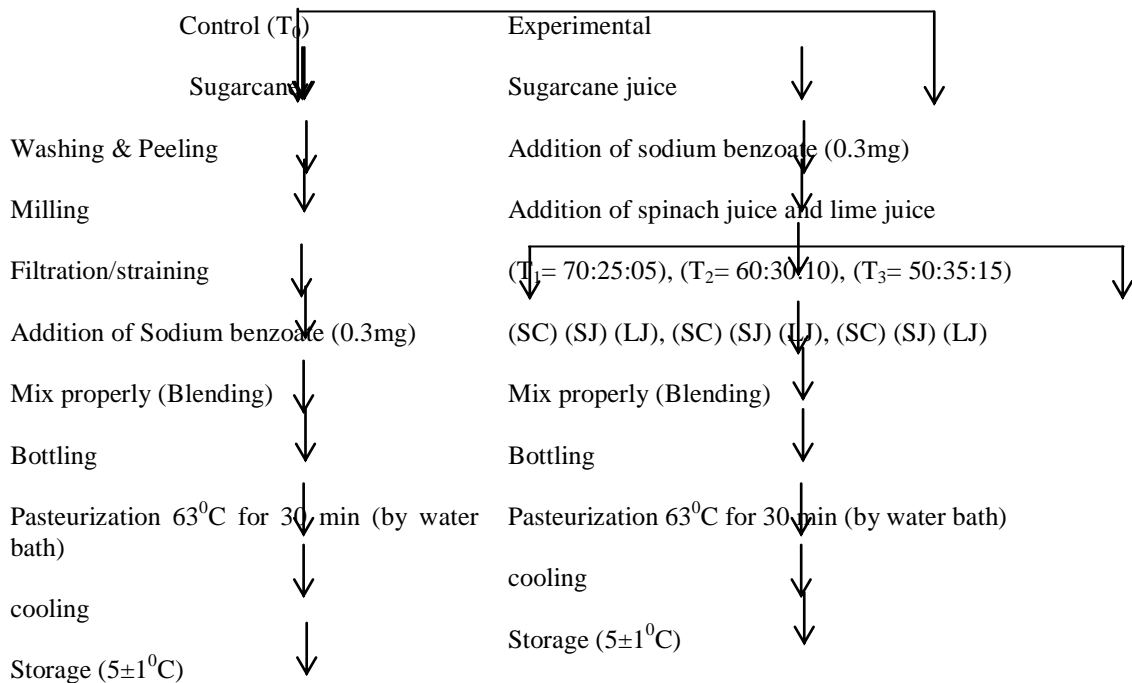 Control (T₀)
Sugarcane
Washing & Peeling
Milling
Filtration/straining
Addition of Sodium benzoate (0.3mg)
Mix properly (Blending)
Bottling
Pasteurization 63⁰C for 30 min (by water
bath)
cooling
Storage (5±1⁰C)
Experimental
Sugarcane juice
Addition of sodium benzoate (0.3mg)
Addition of spinach juice and lime juice
(T₁= 70:25:05), (T₂= 60:30:10), (T₃= 50:35:15)
(SC) (SJ) (LJ), (SC) (SJ) (LJ), (SC) (SJ) (LJ)
Mix properly (Blending)
Bottling
Pasteurization 63⁰C for 30 min (by water bath)
cooling
Storage (5±1⁰C)